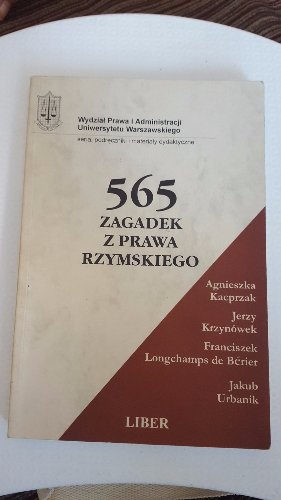 Wydział Prawa i Administracji
Uniwersytetu Warszawskiego
seria: podręczniki i materiały dydaktyczne
565
ZAGADEK
Z PRAWA
RZYMSKIEGO
Agnieszka
Kacprzak
Jerzy
Krzynówek
Franciszek
Longchamps de Bérier
Jakub
Urbanik
LIBER